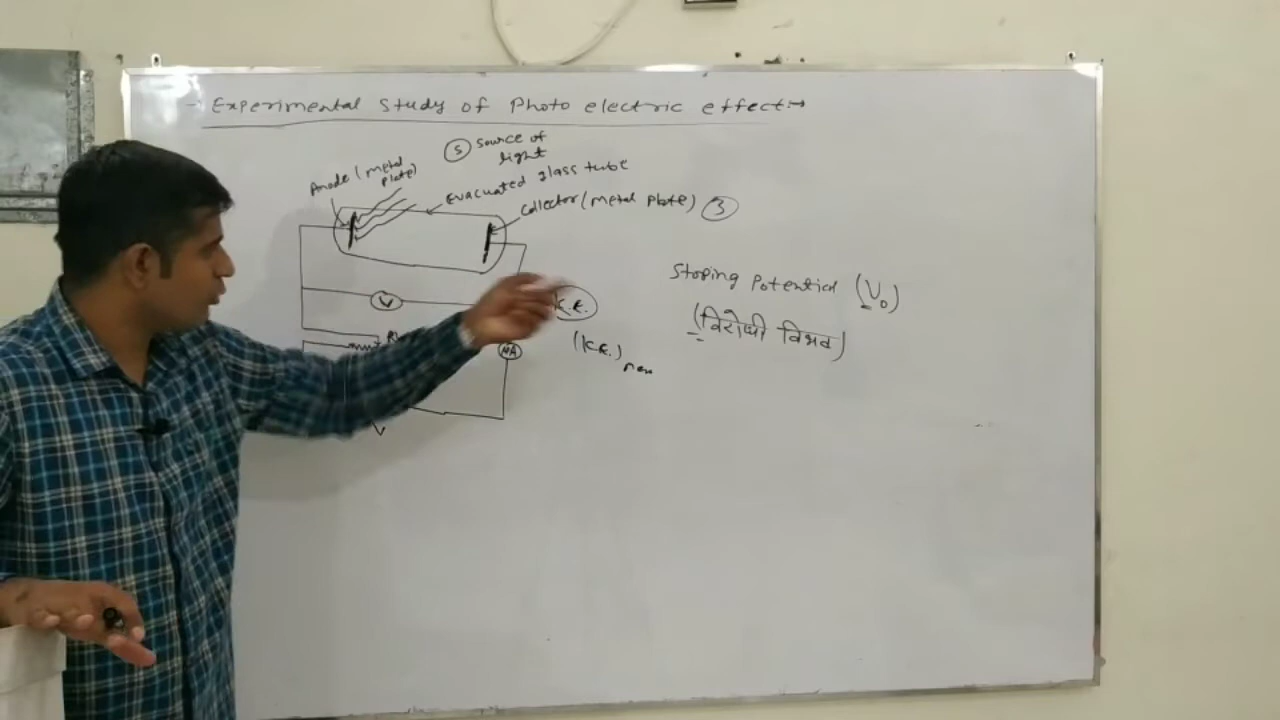 Experimental Study of Photo electric effect:→
(S) source of
light
Anode (metal
plate)
Evacuated glass tube
Collector (metal plate) (3)
V
K.E.
(K.E.)
MA
V
Stoping Potential (V₀)
(विरोधी विभव)